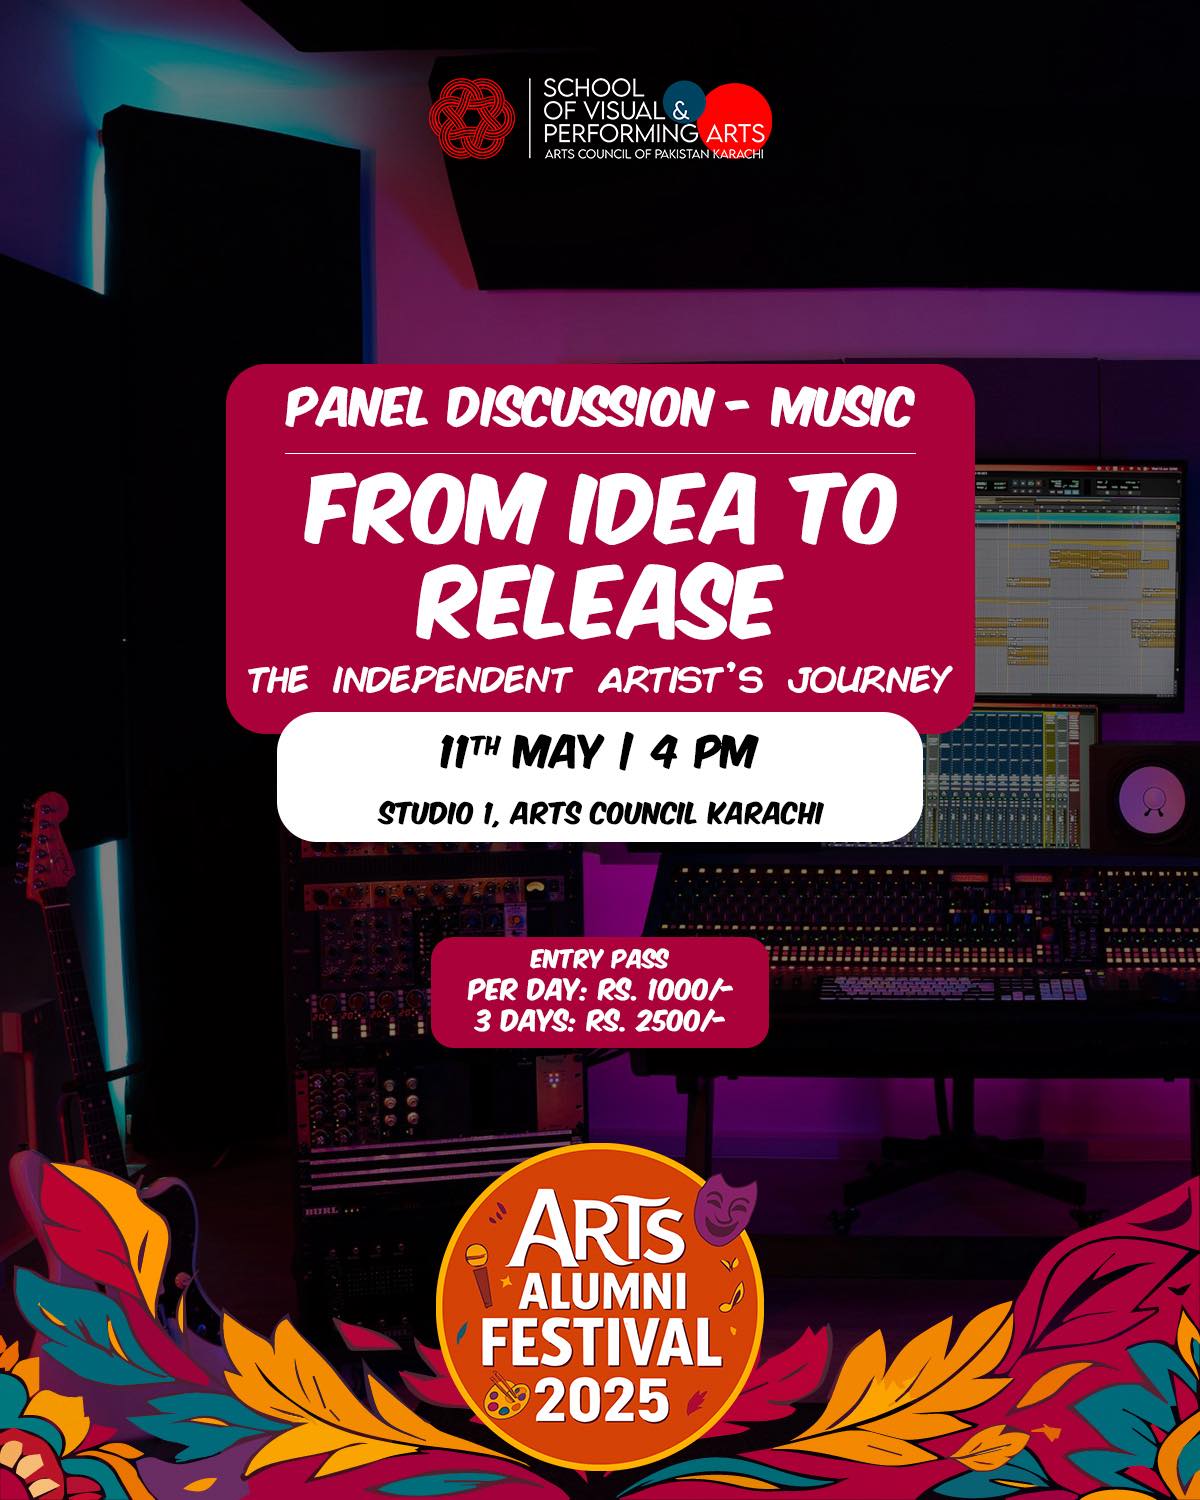 SCHOOL
OF VISUAL &
PERFORMING ARTS
ARTS COUNCIL OF PAKISTAN KARACHI
PANEL DISCUSSION - MUSIC
FROM IDEA TO
RELEASE
THE INDEPENDENT ARTIST'S JOURNEY
11TH MAY | 4 PM
STUDIO 1, ARTS COUNCIL KARACHI
ENTRY PASS
PER DAY: RS. 1000/-
3 DAYS: RS. 2500/-
BURL
ARTS
ALUMNI
FESTIVAL
2025